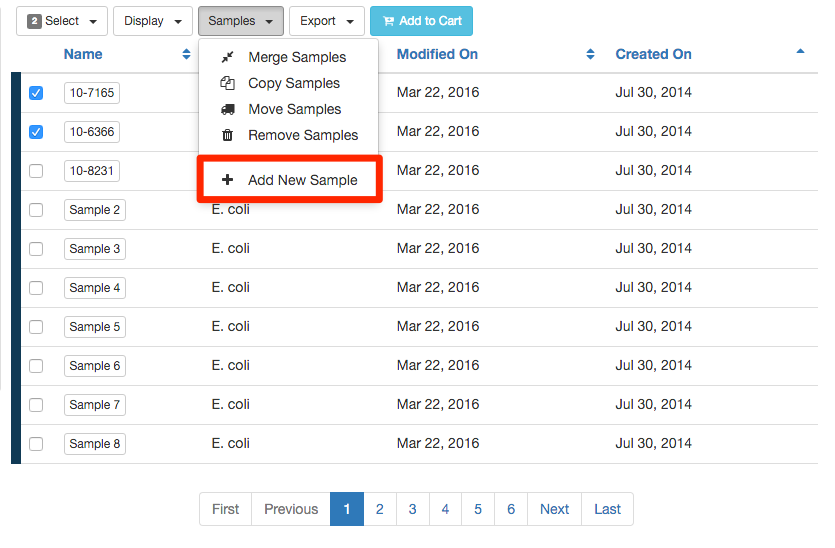 2 Select Display Samples Export Add to Cart
Name Modified On Created On
Merge Samples
Copy Samples
Move Samples
Remove Samples
Add New Sample
10-7165 Mar 22, 2016 Jul 30, 2014
10-6366 Mar 22, 2016 Jul 30, 2014
10-8231 Mar 22, 2016 Jul 30, 2014
Sample 2 E. coli Mar 22, 2016 Jul 30, 2014
Sample 3 E. coli Mar 22, 2016 Jul 30, 2014
Sample 4 E. coli Mar 22, 2016 Jul 30, 2014
Sample 5 E. coli Mar 22, 2016 Jul 30, 2014
Sample 6 E. coli Mar 22, 2016 Jul 30, 2014
Sample 7 E. coli Mar 22, 2016 Jul 30, 2014
Sample 8 E. coli Mar 22, 2016 Jul 30, 2014
First Previous 1 2 3 4 5 6 Next Last